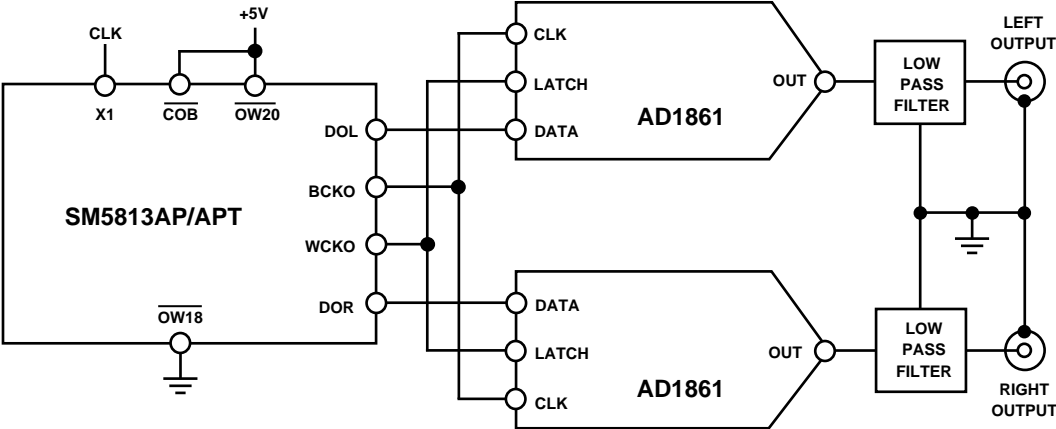 +5V
CLK
X1
COB
OW20
SM5813AP/APT
DOL
BCKO
WCKO
DOR
OW18
CLK
LATCH
DATA
OUT
AD1861
LOW
PASS
FILTER
LEFT
OUTPUT
DATA
LATCH
CLK
OUT
AD1861
LOW
PASS
FILTER
RIGHT
OUTPUT